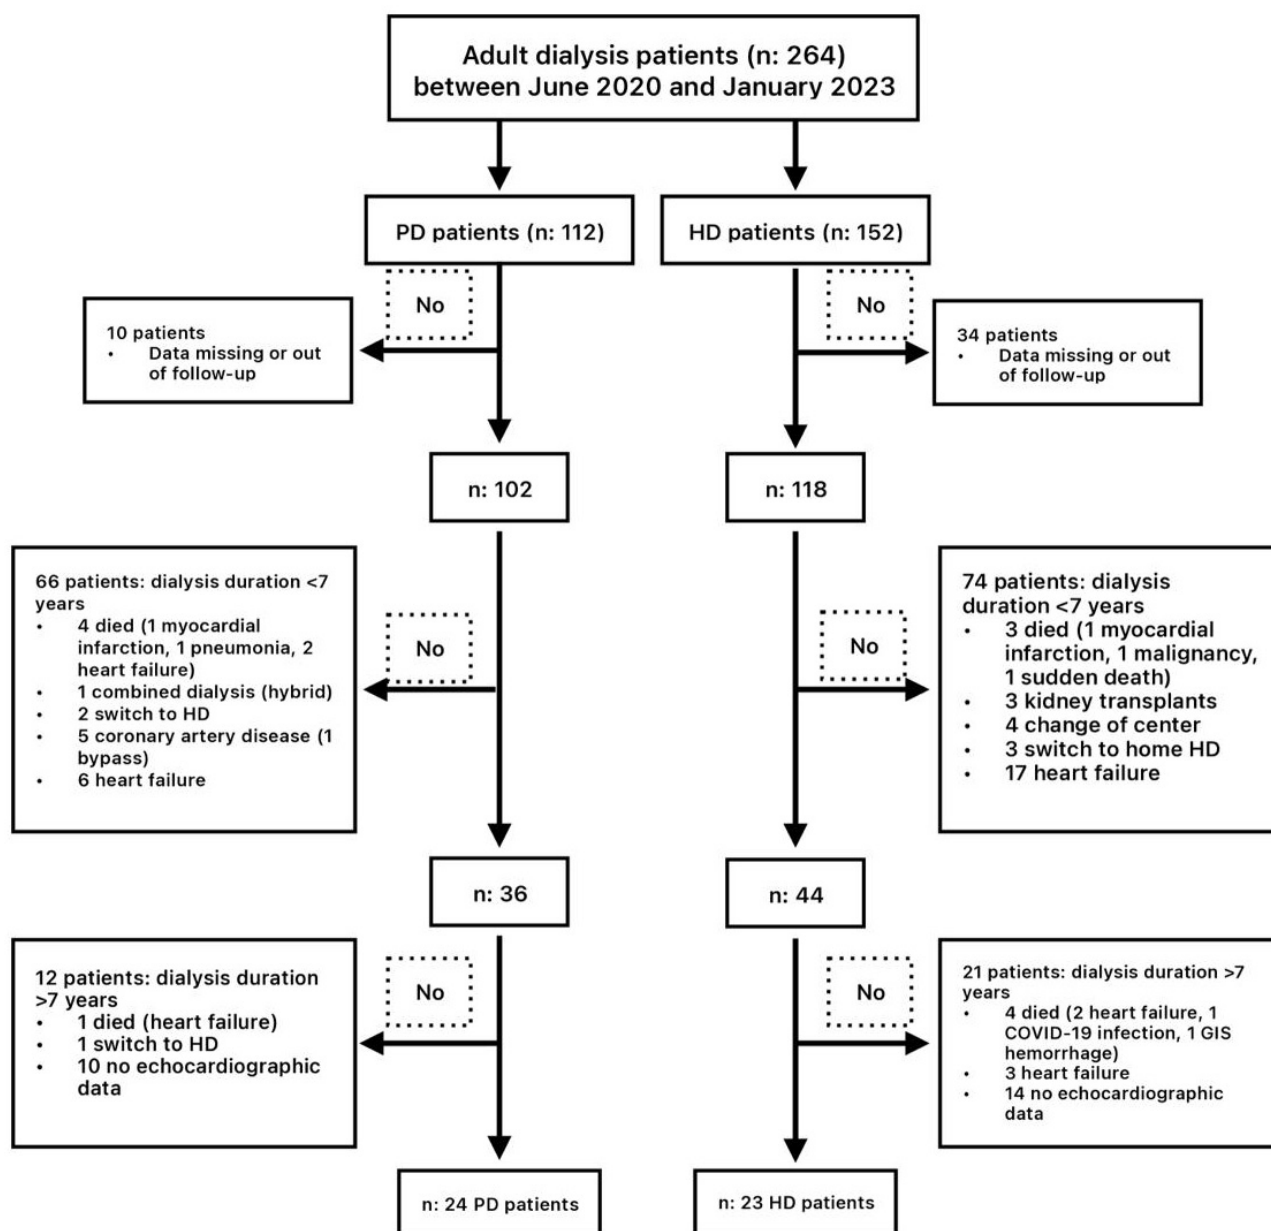 Adult dialysis patients (n: 264)
between June 2020 and January 2023
PD patients (n: 112)
HD patients (n: 152)
No
No
10 patients
• Data missing or out
of follow-up
34 patients
• Data missing or out
of follow-up
n: 102
n: 118
66 patients: dialysis duration <7
years
• 4 died (1 myocardial
infarction, 1 pneumonia, 2
heart failure)
• 1 combined dialysis (hybrid)
• 2 switch to HD
• 5 coronary artery disease (1
bypass)
• 6 heart failure
No
No
74 patients: dialysis
duration <7 years
• 3 died (1 myocardial
infarction, 1 malignancy,
1 sudden death)
• 3 kidney transplants
• 4 change of center
• 3 switch to home HD
• 17 heart failure
n: 36
n: 44
12 patients: dialysis duration
>7 years
• 1 died (heart failure)
• 1 switch to HD
• 10 no echocardiographic
data
No
No
21 patients: dialysis duration >7
years
• 4 died (2 heart failure, 1
COVID-19 infection, 1 GIS
hemorrhage)
• 3 heart failure
• 14 no echocardiographic
data
n: 24 PD patients
n: 23 HD patients